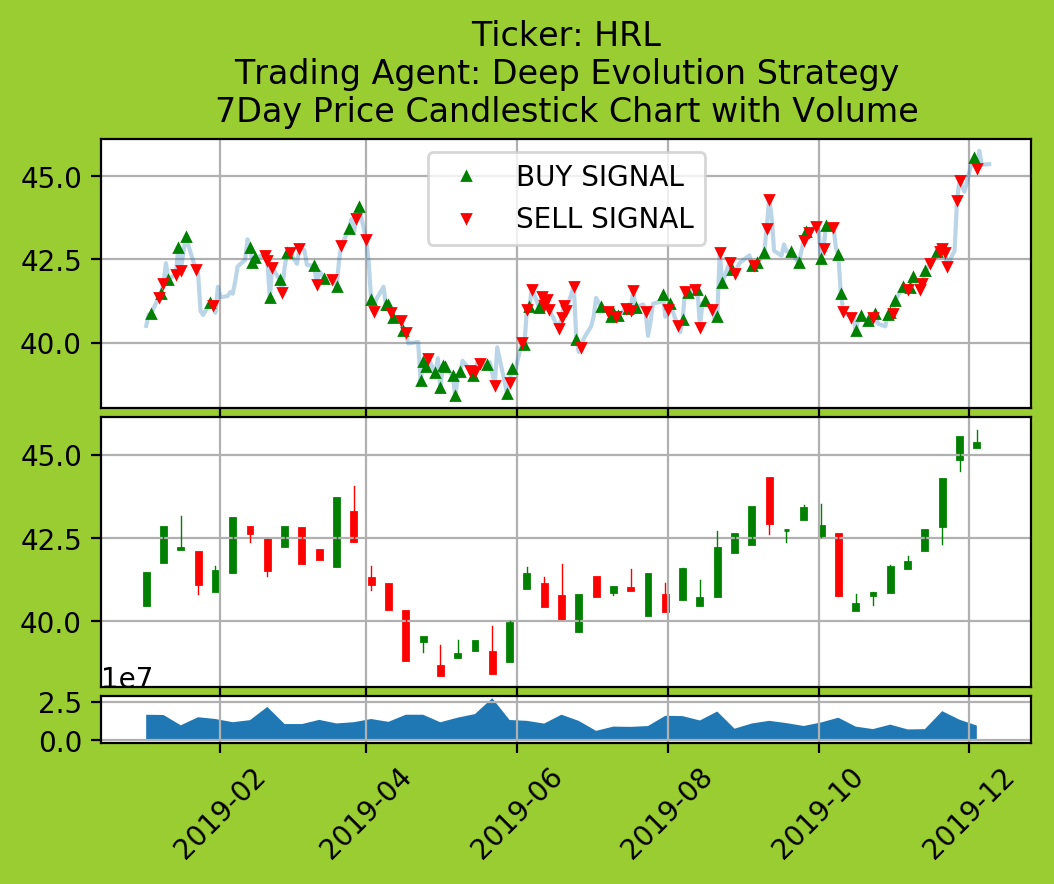 Ticker: HRL
Trading Agent: Deep Evolution Strategy
7Day Price Candlestick Chart with Volume
BUY SIGNAL
SELL SIGNAL
45.0
42.5
40.0
45.0
42.5
40.0
1e7
2.5
0.0
2019-02
2019-04
2019-06
2019-08
2019-10
2019-12